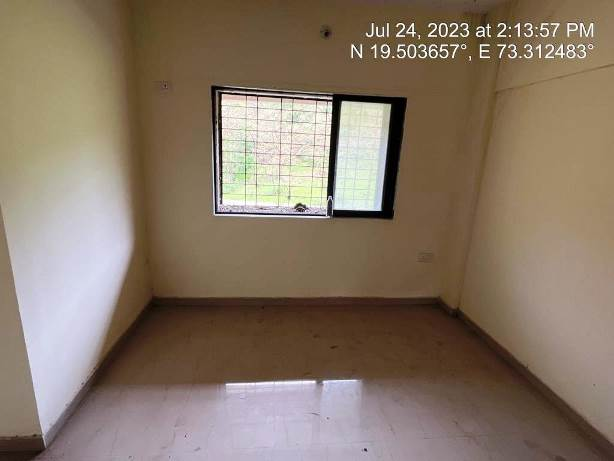 Jul 24, 2023 at 2:13:57 PM
N 19.503657°, E 73.312483°